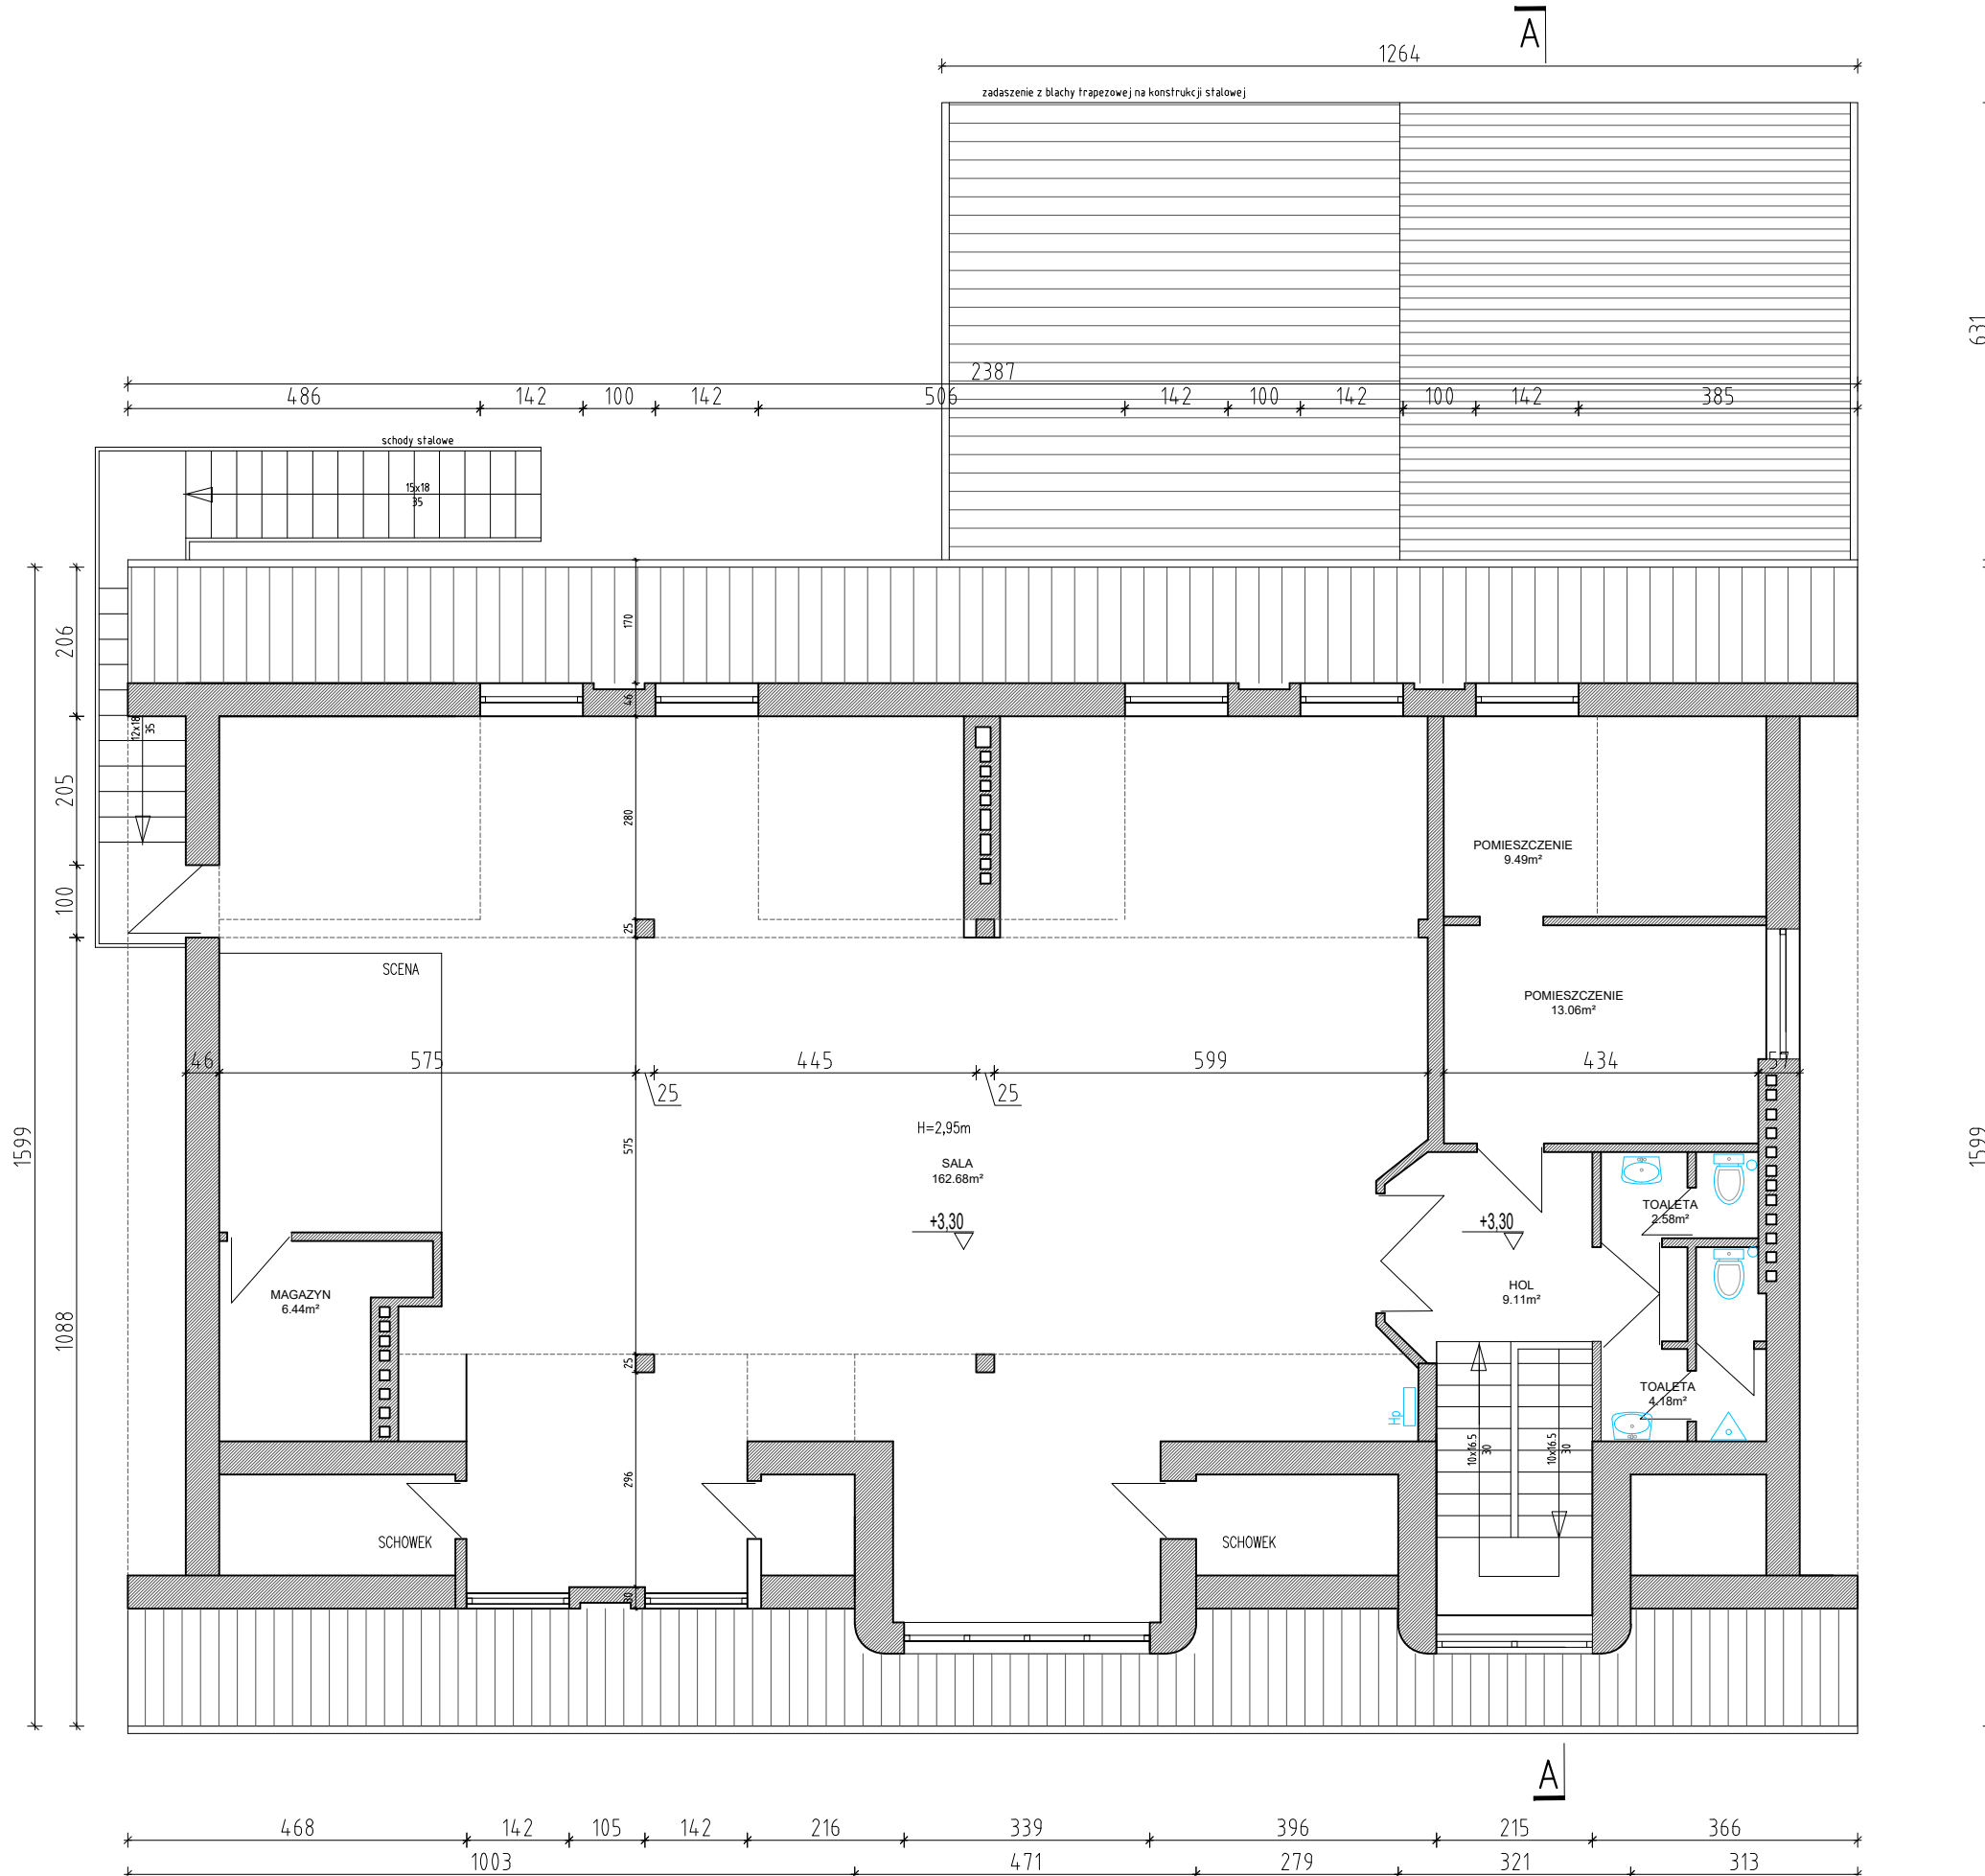 A
1264
zadaszenie z blachy trapezowej na konstrukcji stalowej
631
2387
486 142 100 142 506 142 100 142 100 142 385
schody stalowe
15x18
35
206
170
46
12x18
35
205
280
100
POMIESZCZENIE
9.49m²
25
SCENA
POMIESZCZENIE
13.06m²
46 575 445 599 434 57
25 25
H=2,95m
1599
575
1599
SALA
162.68m²
+3,30
+3,30
TOALETA
2.58m²
MAGAZYN
6.44m²
HOL
9.11m²
1088
25
TOALETA
4.18m²
Hp
10x16.5
30
10x16.5
30
296
SCHOWEK
SCHOWEK
30
A
468 142 105 142 216 339 396 215 366
1003 471 279 321 313